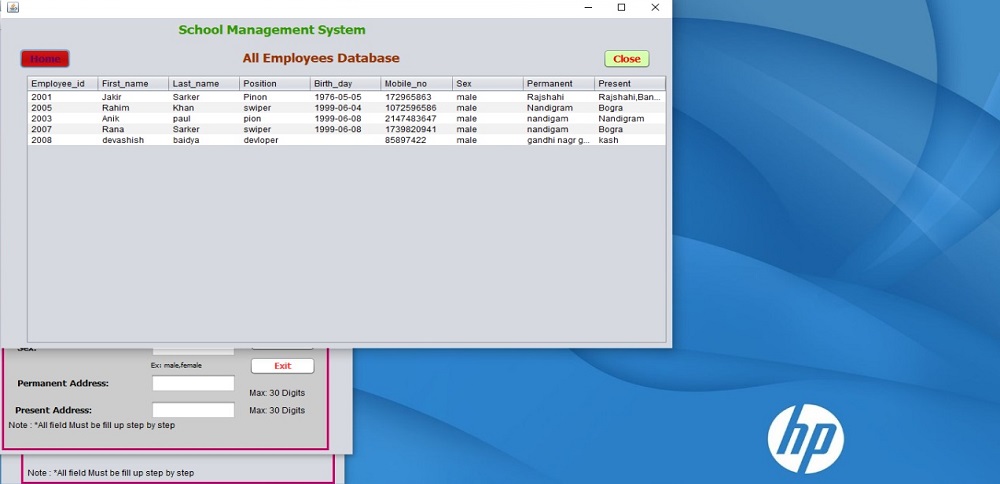 School Management System
Home
All Employees Database
Close
Employee_id First_name Last_name Position Birth_day Mobile_no Sex Permanent Present
2001 Jakir Sarker Pinon 1976-05-05 172965863 male Rajshahi Rajshahi,Ban...
2005 Rahim Khan swiper 1999-06-04 1072596586 male Nandigram Bogra
2003 Anik paul pion 1999-06-08 2147483647 male nandigam Nandigram
2007 Rana Sarker swiper 1999-06-08 1739820941 male nandigam Bogra
2008 devashish baidya devloper 85897422 male gandhi nagr g... kash
Sex:
Ex: male,female
Exit
Permanent Address:
Max: 30 Digits
Present Address:
Max: 30 Digits
Note : *All field Must be fill up step by step
Note : *All field Must be fill up step by step
hp